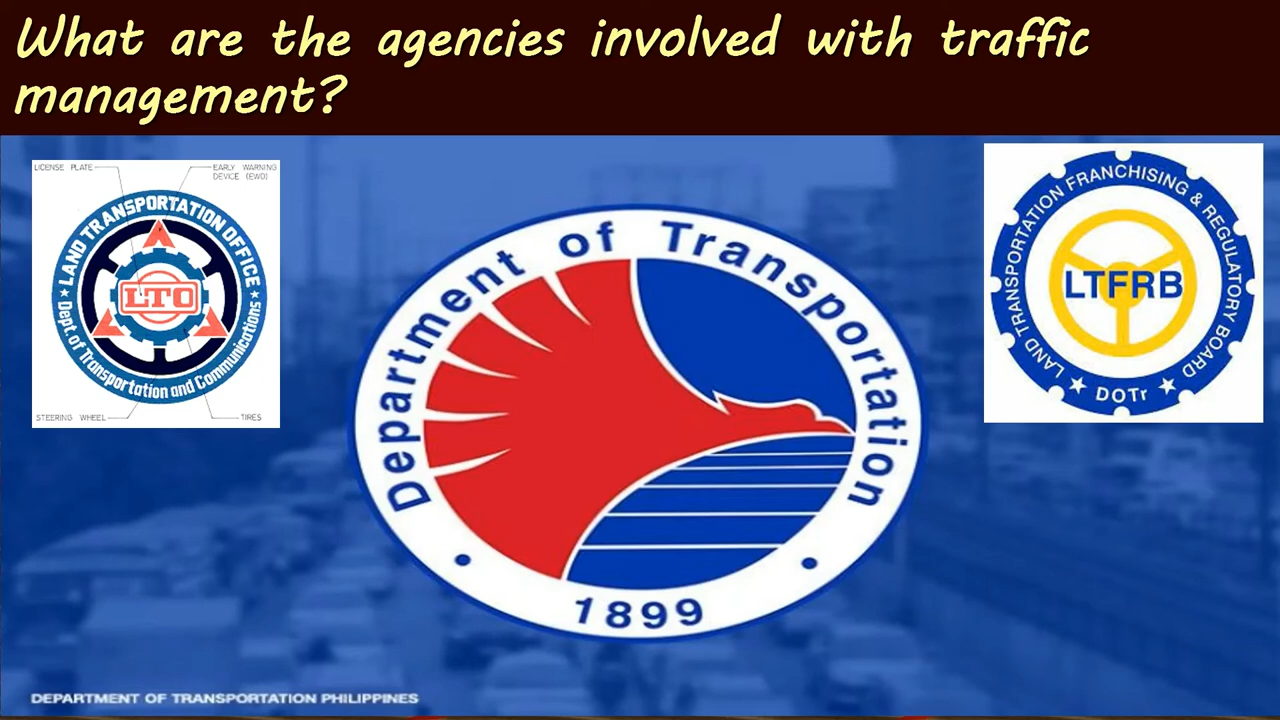 What are the agencies involved with traffic
management?
LICENSE PLATE
EARLY WARNING
DEVICE (EWD)
LAND TRANSPORTATION OFFICE
LTO
Dept. of Transportation and Communications
STEERING WHEEL
TIRES
Department of Transportation
1899
LAND TRANSPORTATION FRANCHISING & REGULATORY BOARD
LTFRB
DOTr
DEPARTMENT OF TRANSPORTATION PHILIPPINES